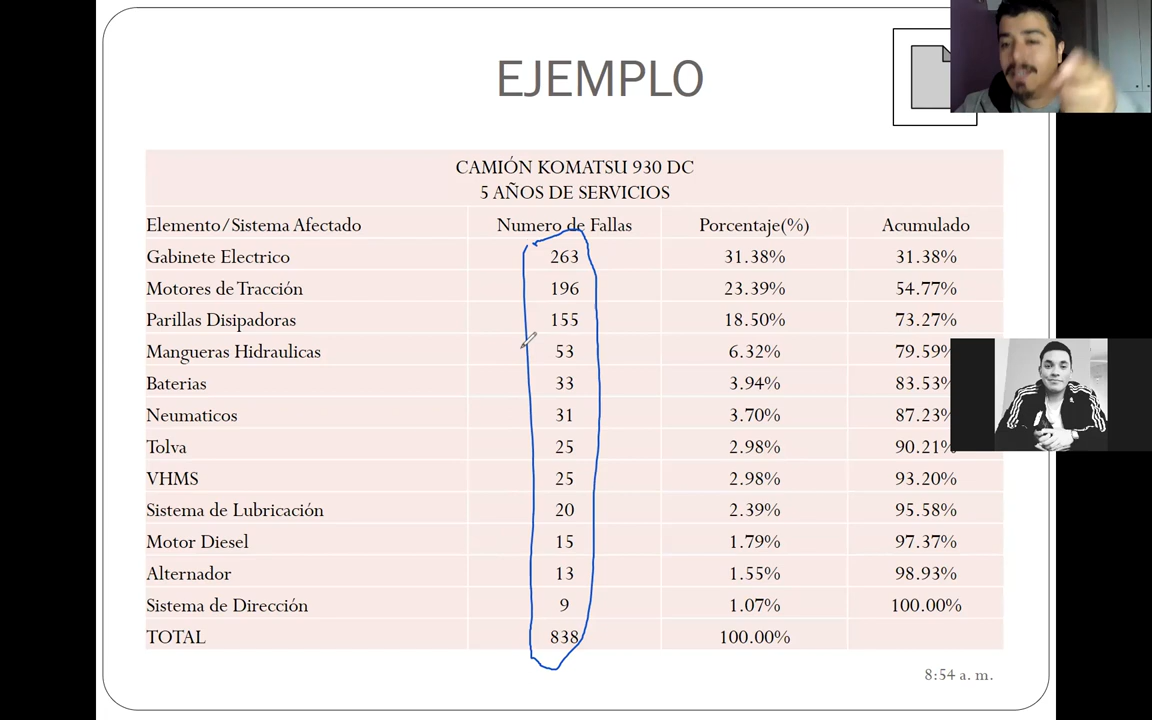 EJEMPLO
CAMIÓN KOMATSU 930 DC
5 AÑOS DE SERVICIOS
Elemento/Sistema Afectado Numero de Fallas Porcentaje(%) Acumulado
Gabinete Electrico 263 31.38% 31.38%
Motores de Tracción 196 23.39% 54.77%
Parillas Disipadoras 155 18.50% 73.27%
Mangueras Hidraulicas 53 6.32% 79.59%
Baterias 33 3.94% 83.53%
Neumaticos 31 3.70% 87.23%
Tolva 25 2.98% 90.21%
VHMS 25 2.98% 93.20%
Sistema de Lubricación 20 2.39% 95.58%
Motor Diesel 15 1.79% 97.37%
Alternador 13 1.55% 98.93%
Sistema de Dirección 9 1.07% 100.00%
TOTAL 838 100.00%
8:54 a. m.